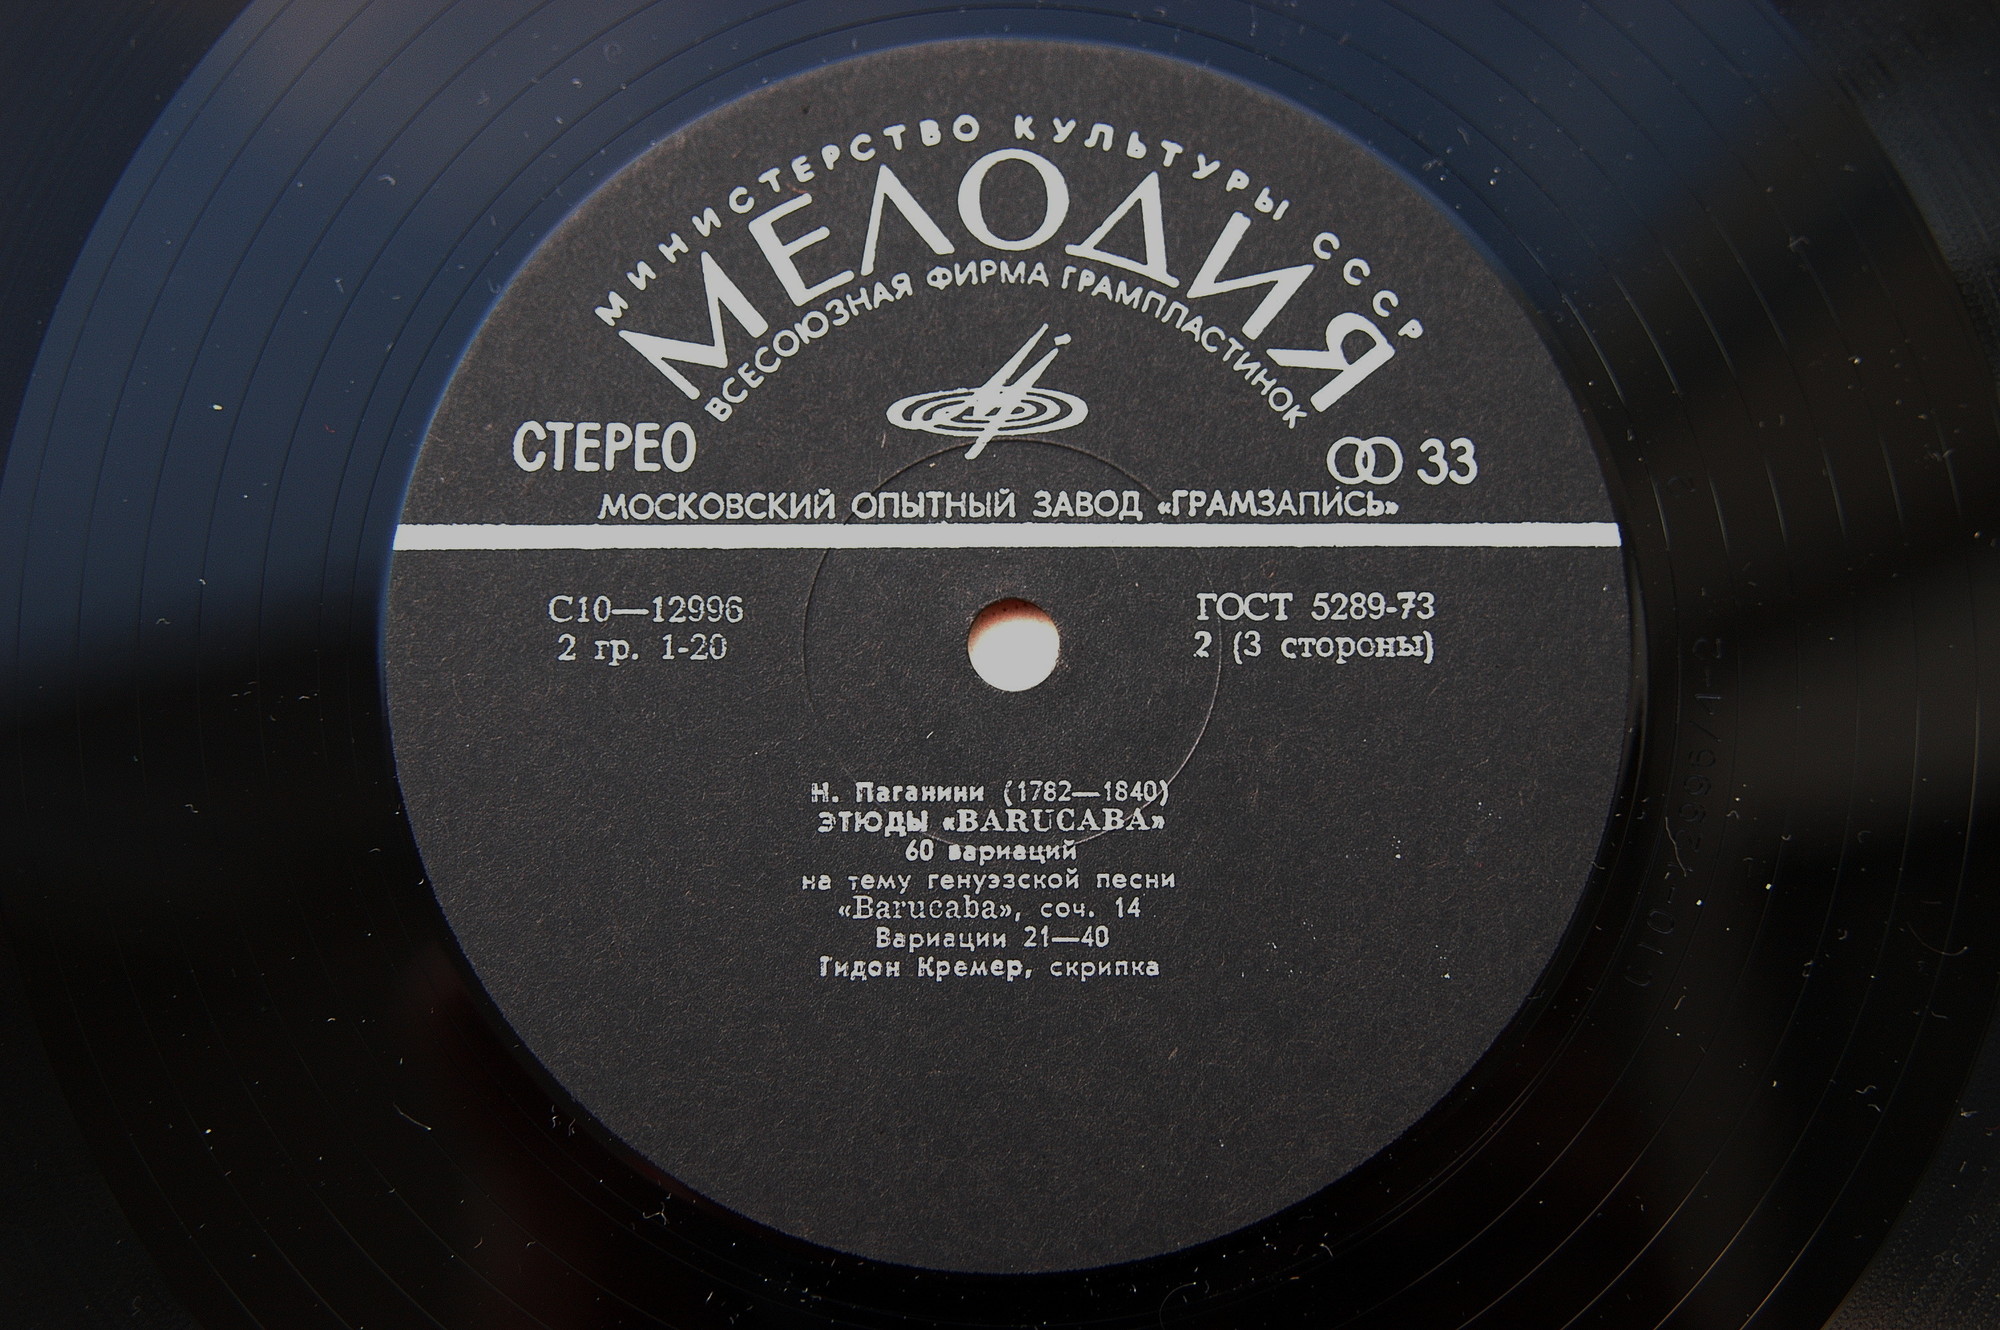 МИНИСТЕРСТВО КУЛЬТУРЫ СССР
МЕЛОДИЯ
ВСЕСОЮЗНАЯ ФИРМА ГРАМПЛАСТИНОК
СТЕРЕО
33
МОСКОВСКИЙ ОПЫТНЫЙ ЗАВОД «ГРАМЗАПИСЬ»
С10—12996
ГОСТ 5289-73
2 гр. 1-20
2 (3 стороны)
Н. Паганини (1782—1840)
ЭТЮДЫ «BARUCABA»
60 вариаций
на тему генуэзской песни
«Barucaba», соч. 14
Вариации 21—40
Гидон Кремер, скрипка